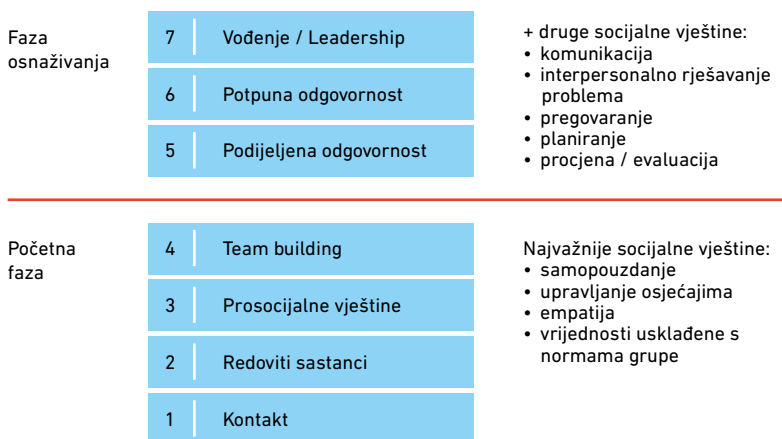 Faza
osnaživanja
7 Vođenje / Leadership
6 Potpuna odgovornost
5 Podijeljena odgovornost
+ druge socijalne vještine:
• komunikacija
• interpersonalno rješavanje
problema
• pregovaranje
• planiranje
• procjena / evaluacija
Početna
faza
4 Team building
3 Prosocijalne vještine
2 Redoviti sastanci
1 Kontakt
Najvažnije socijalne vještine:
• samopouzdanje
• upravljanje osjećajima
• empatija
• vrijednosti usklađene s
normama grupe